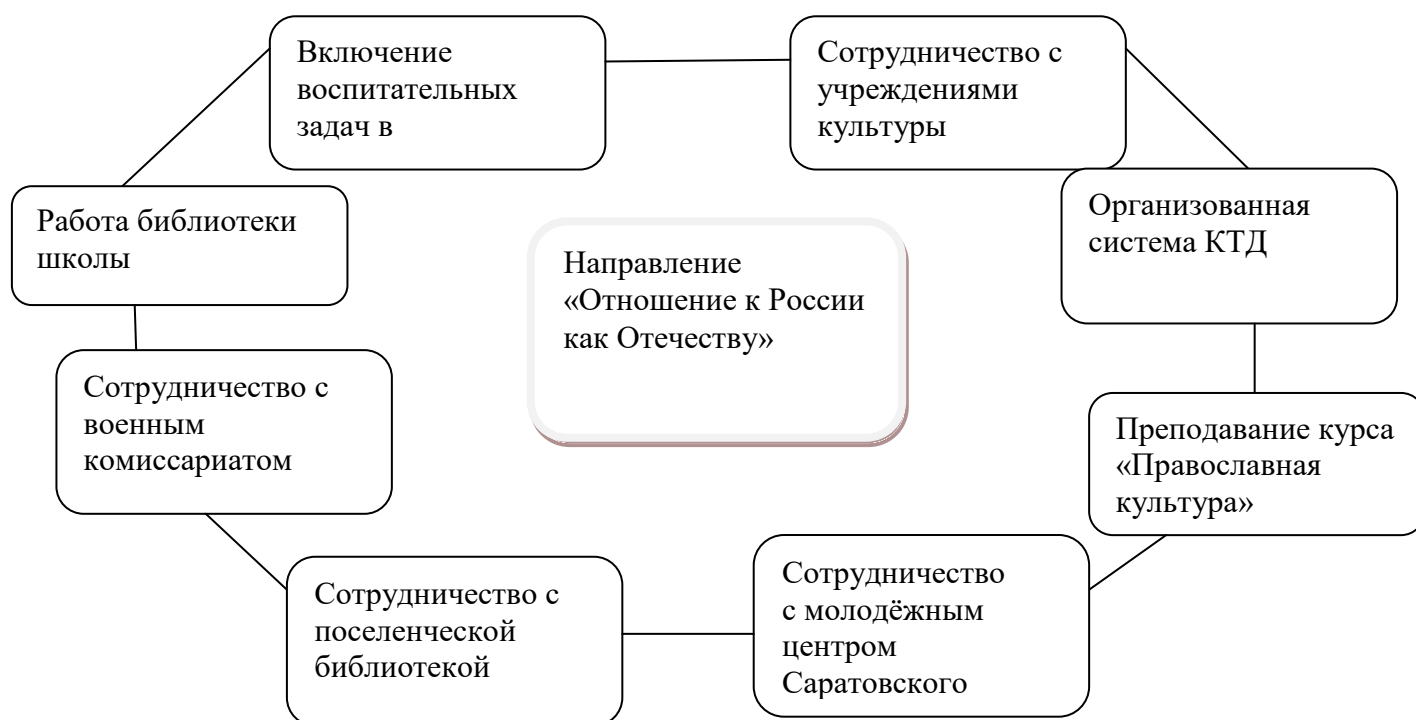 Включение
воспитательных
задач в
Сотрудничество с
учреждениями
культуры
Работа библиотеки
школы
Организованная
система КТД
Направление
«Отношение к России
как Отечеству»
Сотрудничество с
военным
комиссариатом
Преподавание курса
«Православная
культура»
Сотрудничество с
поселенческой
библиотекой
Сотрудничество
с молодёжным
центром
Саратовского